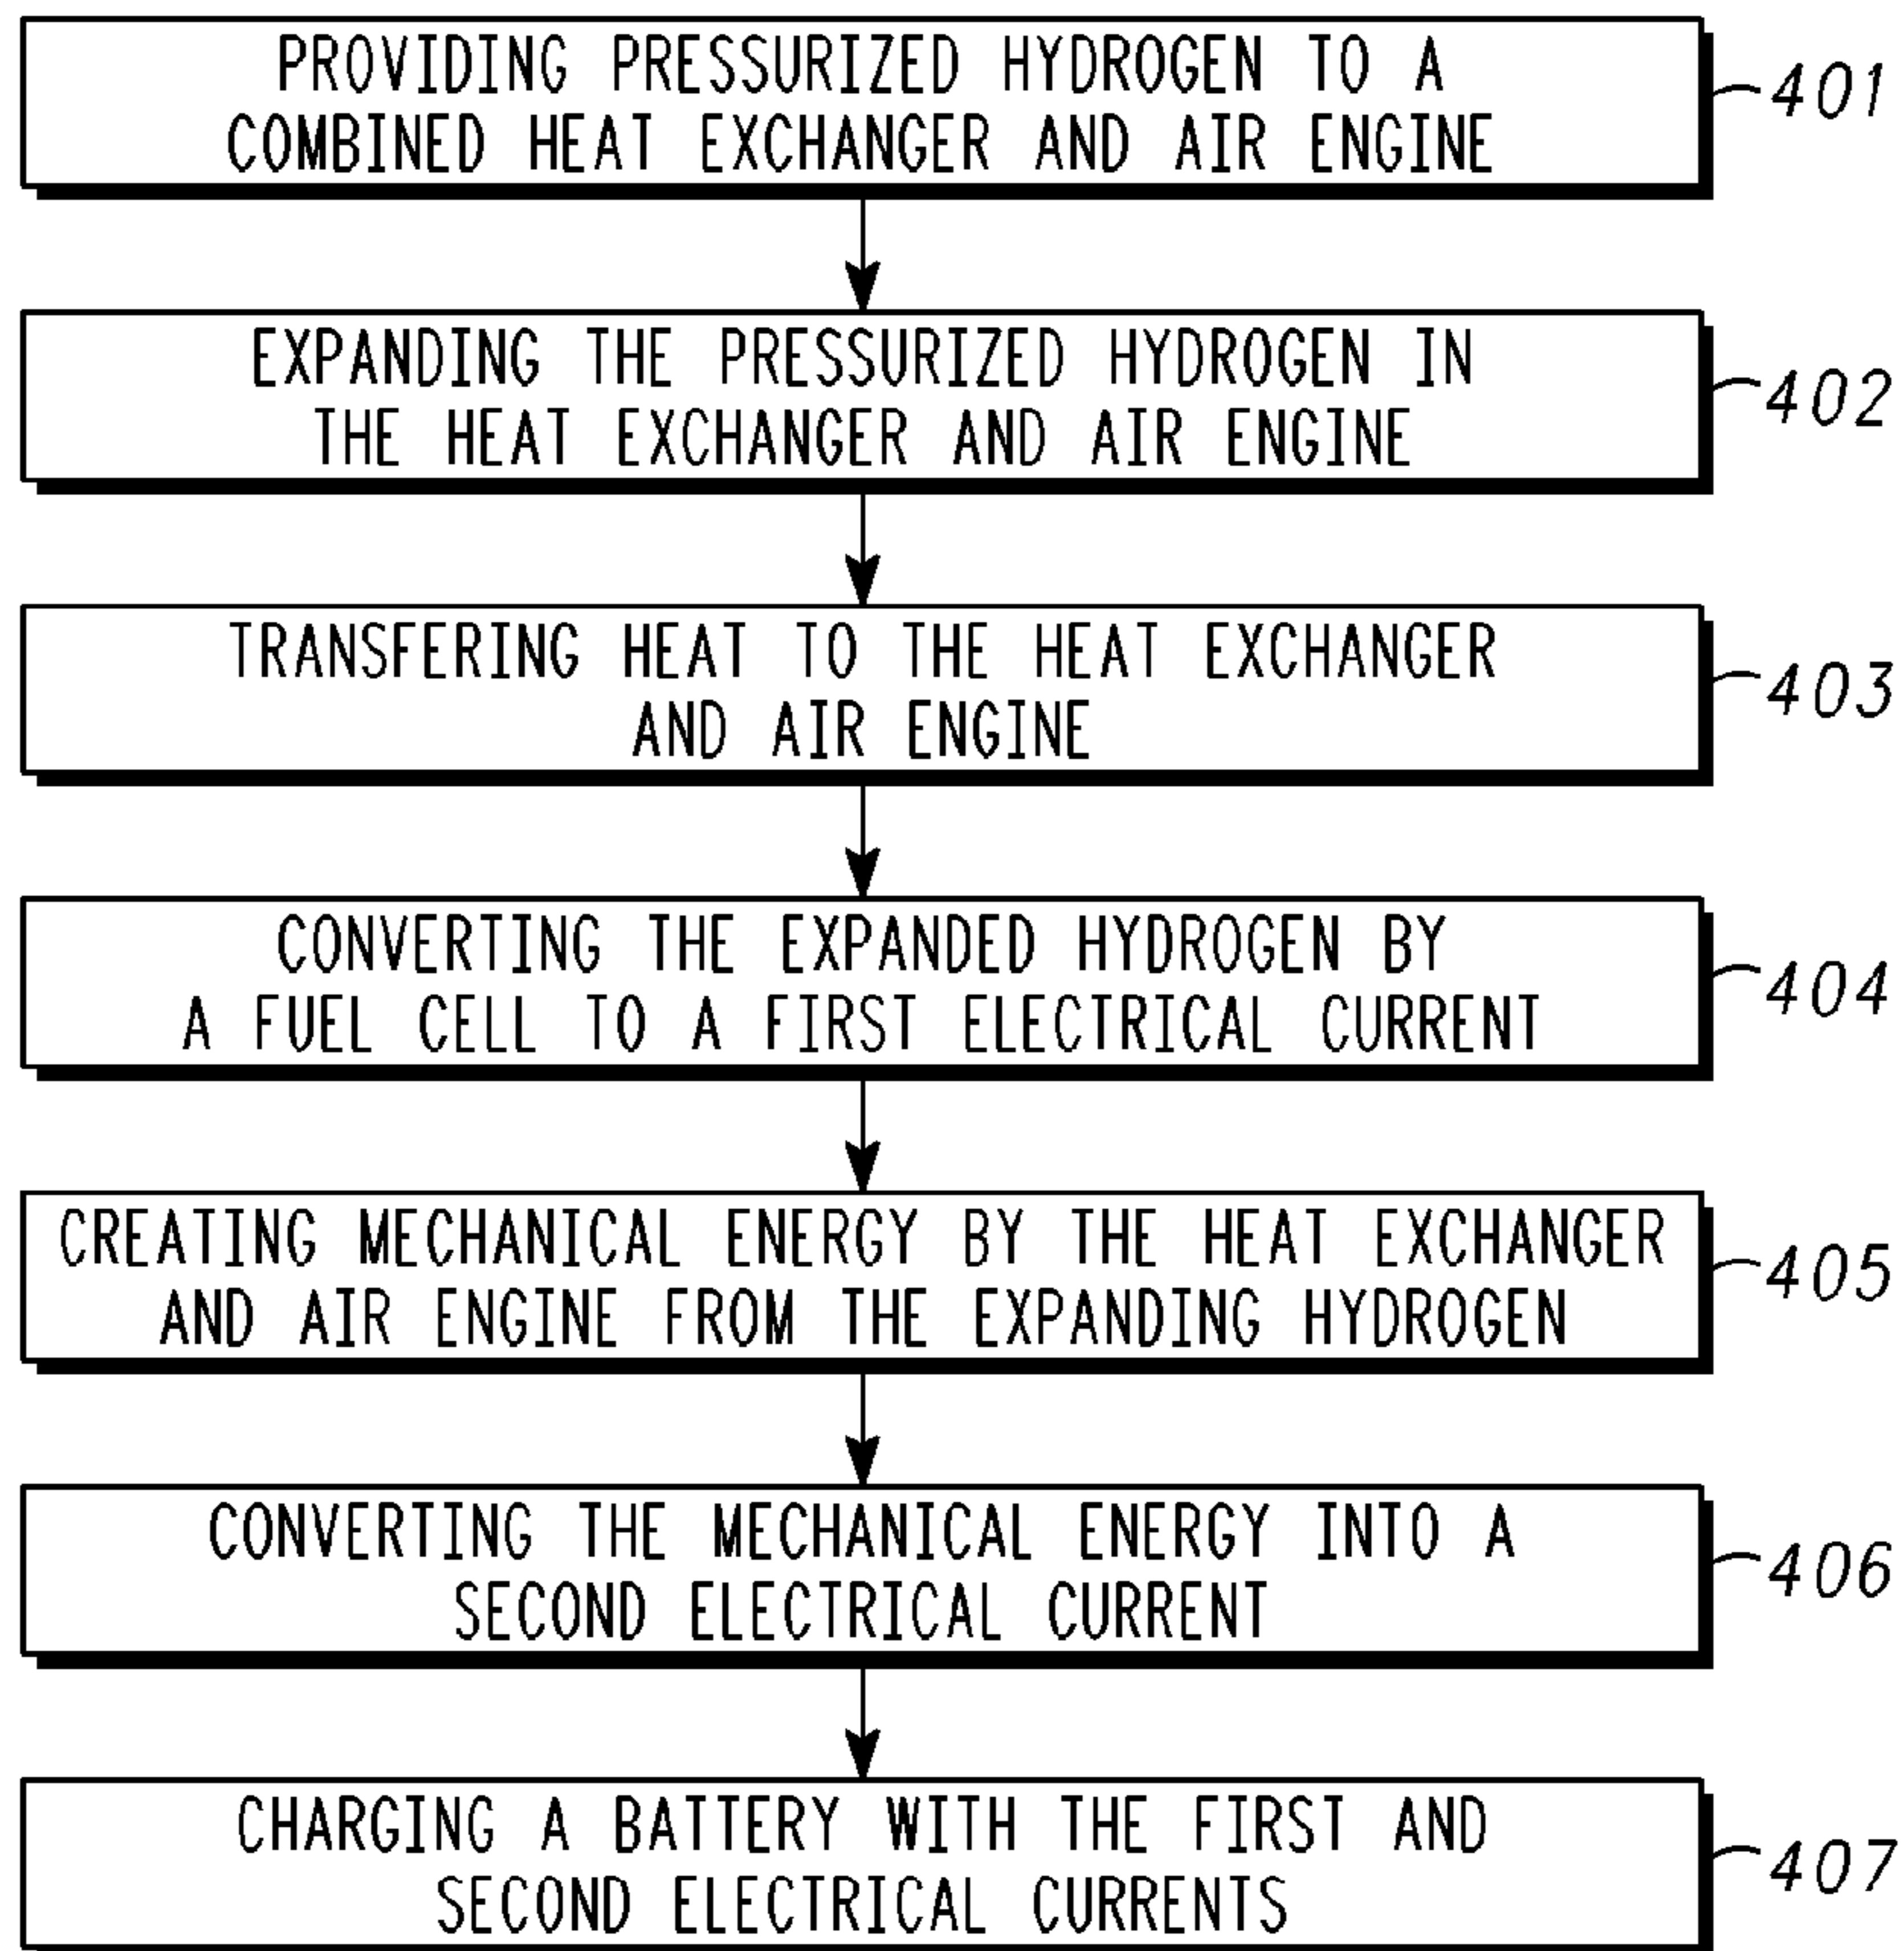 PROVIDING PRESSURIZED HYDROGEN TO A
COMBINED HEAT EXCHANGER AND AIR ENGINE
401
EXPANDING THE PRESSURIZED HYDROGEN IN
THE HEAT EXCHANGER AND AIR ENGINE
402
TRANSFERING HEAT TO THE HEAT EXCHANGER
AND AIR ENGINE
403
CONVERTING THE EXPANDED HYDROGEN BY
A FUEL CELL TO A FIRST ELECTRICAL CURRENT
404
CREATING MECHANICAL ENERGY BY THE HEAT EXCHANGER
AND AIR ENGINE FROM THE EXPANDING HYDROGEN
405
CONVERTING THE MECHANICAL ENERGY INTO A
SECOND ELECTRICAL CURRENT
406
CHARGING A BATTERY WITH THE FIRST AND
SECOND ELECTRICAL CURRENTS
407